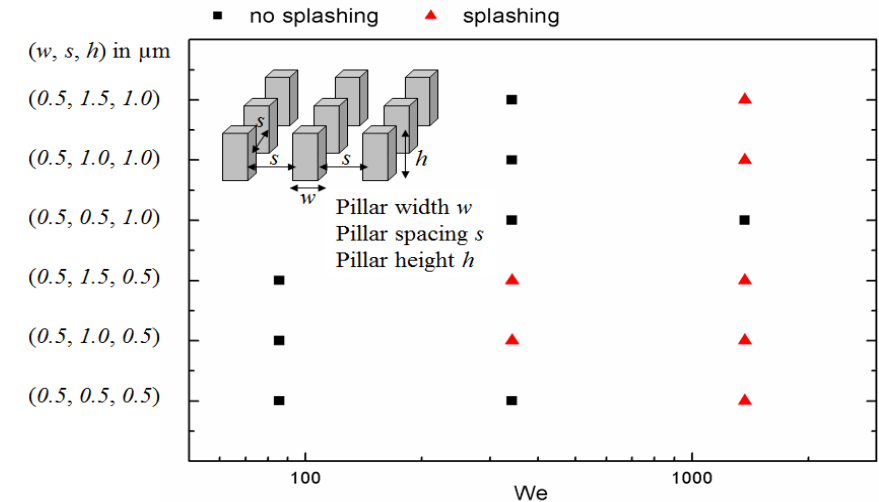 no splashing splashing
(w, s, h) in µm
(0.5, 1.5, 1.0)
(0.5, 1.0, 1.0)
(0.5, 0.5, 1.0)
(0.5, 1.5, 0.5)
(0.5, 1.0, 0.5)
(0.5, 0.5, 0.5)
s
s s h
w
Pillar width w
Pillar spacing s
Pillar height h
100 1000
We